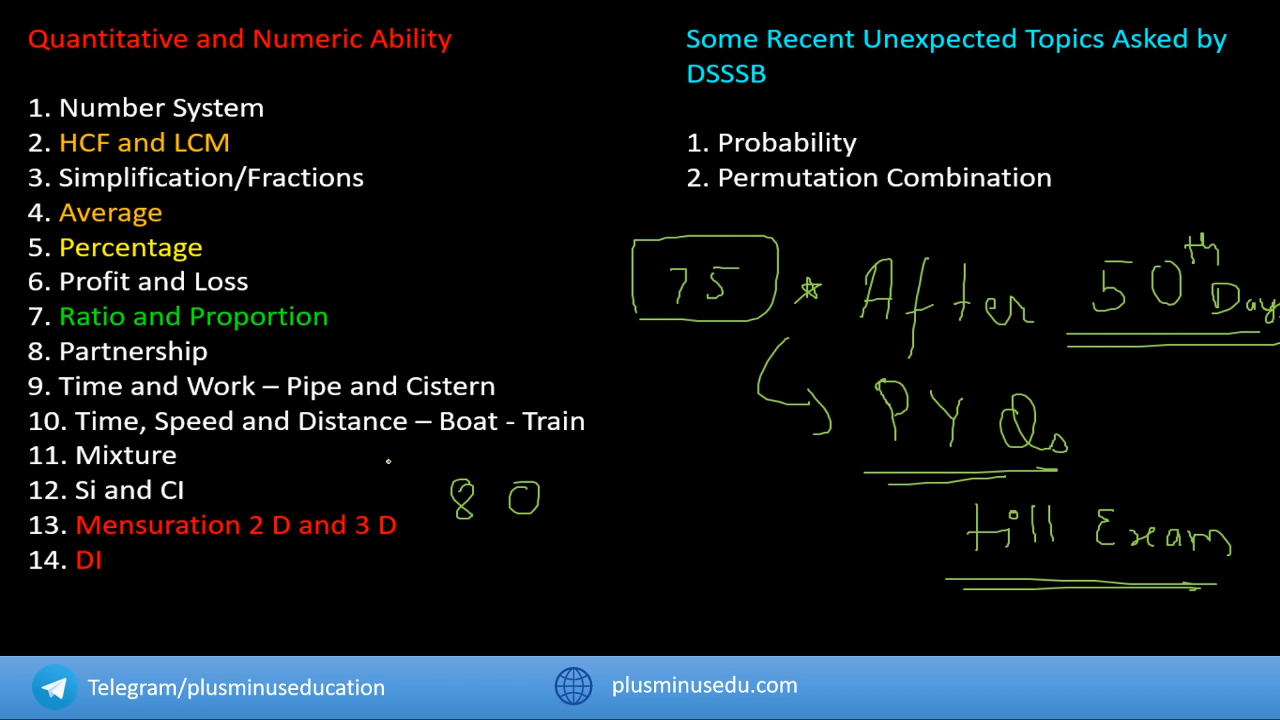 Quantitative and Numeric Ability
1. Number System
2. HCF and LCM
3. Simplification/Fractions
4. Average
5. Percentage
6. Profit and Loss
7. Ratio and Proportion
8. Partnership
9. Time and Work – Pipe and Cistern
10. Time, Speed and Distance – Boat - Train
11. Mixture
12. Si and CI
13. Mensuration 2 D and 3 D
14. DI
80
Some Recent Unexpected Topics Asked by
DSSSB
1. Probability
2. Permutation Combination
75 * After 50th Day
PYQs
till Exam
Telegram/plusminuseducation
plusminusedu.com